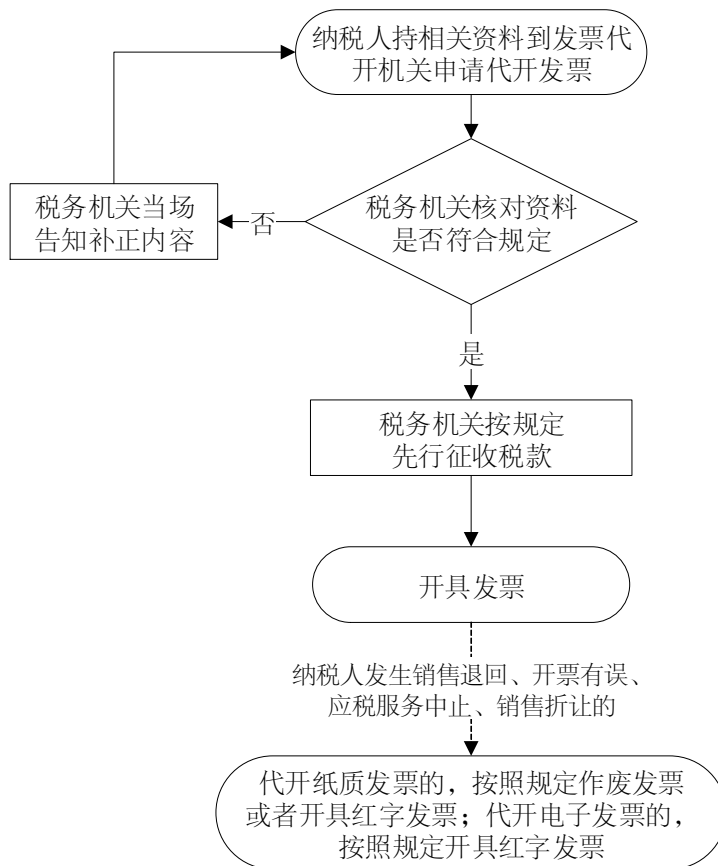 纳税人持相关资料到发票代
开机关申请代开发票
税务机关当场
告知补正内容
否
税务机关核对资料
是否符合规定
是
税务机关按规定
先行征收税款
开具发票
纳税人发生销售退回、开票有误、
应税服务中止、销售折让的
代开纸质发票的，按照规定作废发票
或者开具红字发票；代开电子发票的，
按照规定开具红字发票